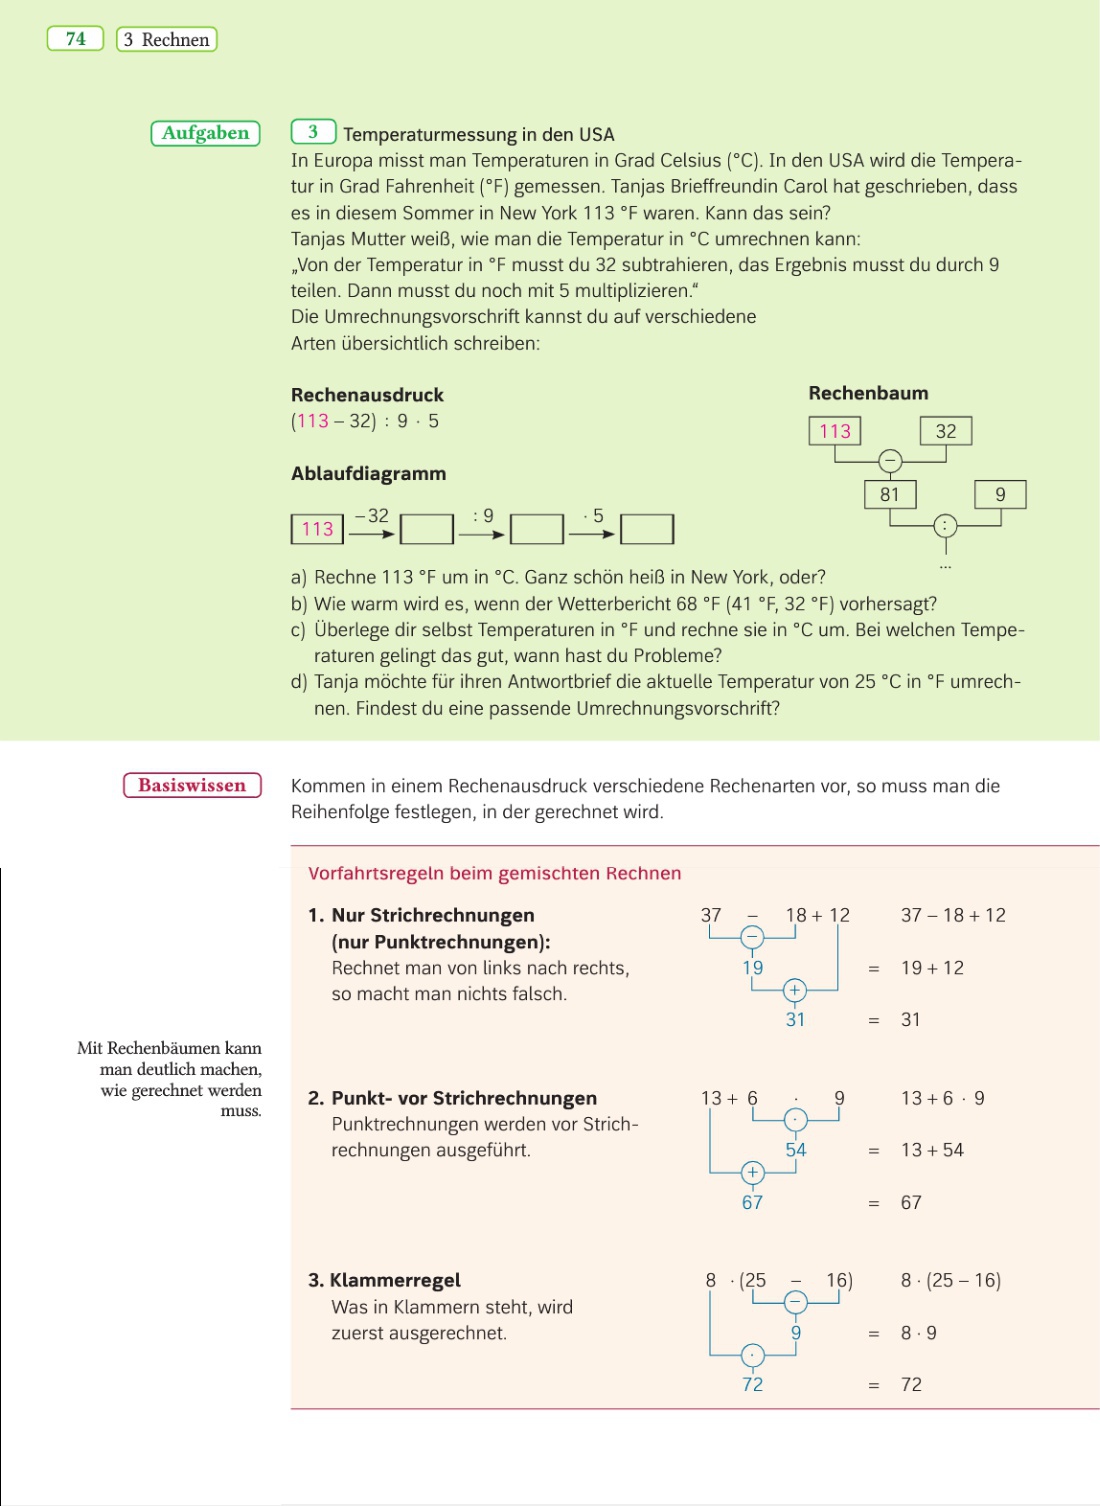 74 3 Rechnen
Aufgaben
3 Temperaturmessung in den USA
In Europa misst man Temperaturen in Grad Celsius (°C). In den USA wird die Tempera-
tur in Grad Fahrenheit (°F) gemessen. Tanjas Brieffreundin Carol hat geschrieben, dass
es in diesem Sommer in New York 113 °F waren. Kann das sein?
Tanjas Mutter weiß, wie man die Temperatur in °C umrechnen kann:
„Von der Temperatur in °F musst du 32 subtrahieren, das Ergebnis musst du durch 9
teilen. Dann musst du noch mit 5 multiplizieren.“
Die Umrechnungsvorschrift kannst du auf verschiedene
Arten übersichtlich schreiben:
Rechenausdruck
(113 – 32) : 9 · 5
Ablaufdiagramm
113 – 32 : 9 · 5
Rechenbaum
113 32
–
81 9
:
...
a) Rechne 113 °F um in °C. Ganz schön heiß in New York, oder?
b) Wie warm wird es, wenn der Wetterbericht 68 °F (41 °F, 32 °F) vorhersagt?
c) Überlege dir selbst Temperaturen in °F und rechne sie in °C um. Bei welchen Tempe-
raturen gelingt das gut, wann hast du Probleme?
d) Tanja möchte für ihren Antwortbrief die aktuelle Temperatur von 25 °C in °F umrech-
nen. Findest du eine passende Umrechnungsvorschrift?
Basiswissen
Kommen in einem Rechenausdruck verschiedene Rechenarten vor, so muss man die
Reihenfolge festlegen, in der gerechnet wird.
Vorfahrtsregeln beim gemischten Rechnen
1. Nur Strichrechnungen
(nur Punktrechnungen):
Rechnet man von links nach rechts,
so macht man nichts falsch.
37 – 18 + 12
–
19
+
31
37 – 18 + 12
= 19 + 12
= 31
Mit Rechenbäumen kann
man deutlich machen,
wie gerechnet werden
muss.
2. Punkt- vor Strichrechnungen
Punktrechnungen werden vor Strich-
rechnungen ausgeführt.
13 + 6 · 9
·
54
+
67
13 + 6 · 9
= 13 + 54
= 67
3. Klammerregel
Was in Klammern steht, wird
zuerst ausgerechnet.
8 · (25 – 16)
–
9
·
72
8 · (25 – 16)
= 8 · 9
= 72